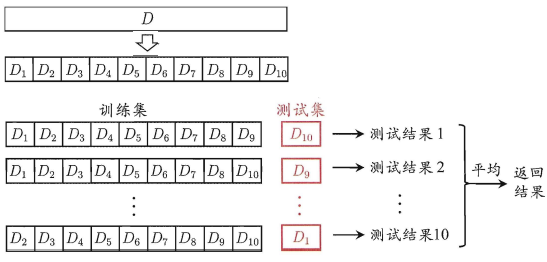 D
D₁ D₂ D₃ D₄ D₅ D₆ D₇ D₈ D₉ D₁₀
训练集 测试集
D₁ D₂ D₃ D₄ D₅ D₆ D₇ D₈ D₉ D₁₀ 测试结果1
D₁ D₂ D₃ D₄ D₅ D₆ D₇ D₈ D₁₀ D₉ 测试结果2
平均 返回
结果
D₂ D₃ D₄ D₅ D₆ D₇ D₈ D₉ D₁₀ D₁ 测试结果10